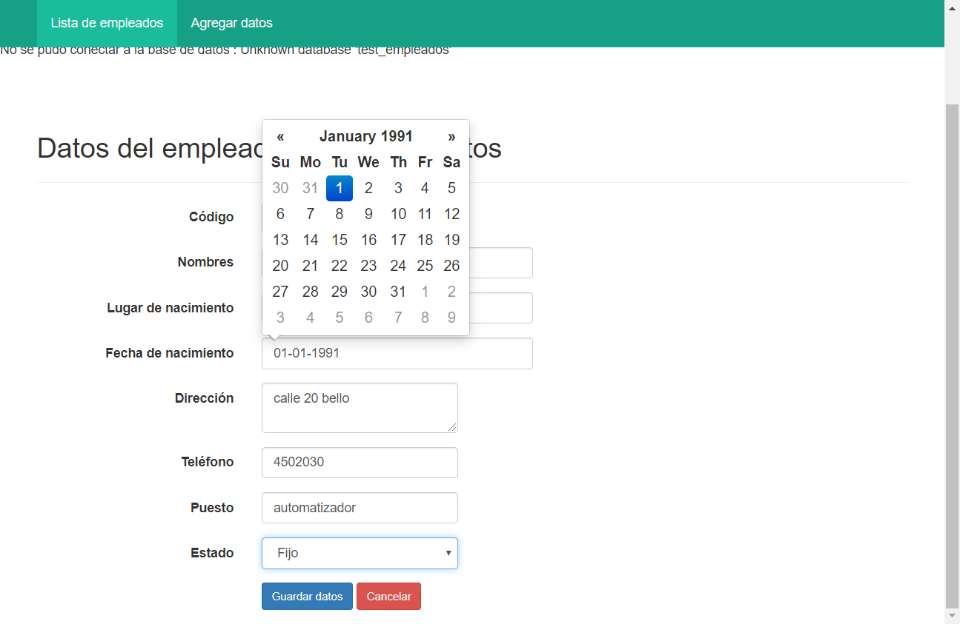 Lista de empleados Agregar datos
No se pudo conectar a la base de datos : Unknown database 'test_empleados'
Datos del tos
« January 1991 »
Su Mo Tu We Th Fr Sa
30 31 1 2 3 4 5
6 7 8 9 10 11 12
13 14 15 16 17 18 19
20 21 22 23 24 25 26
27 28 29 30 31 1 2
3 4 5 6 7 8 9
Código
Nombres
Lugar de nacimiento
Fecha de nacimiento 01-01-1991
Dirección calle 20 bello
Teléfono 4502030
Puesto automatizador
Estado Fijo
Guardar datos Cancelar